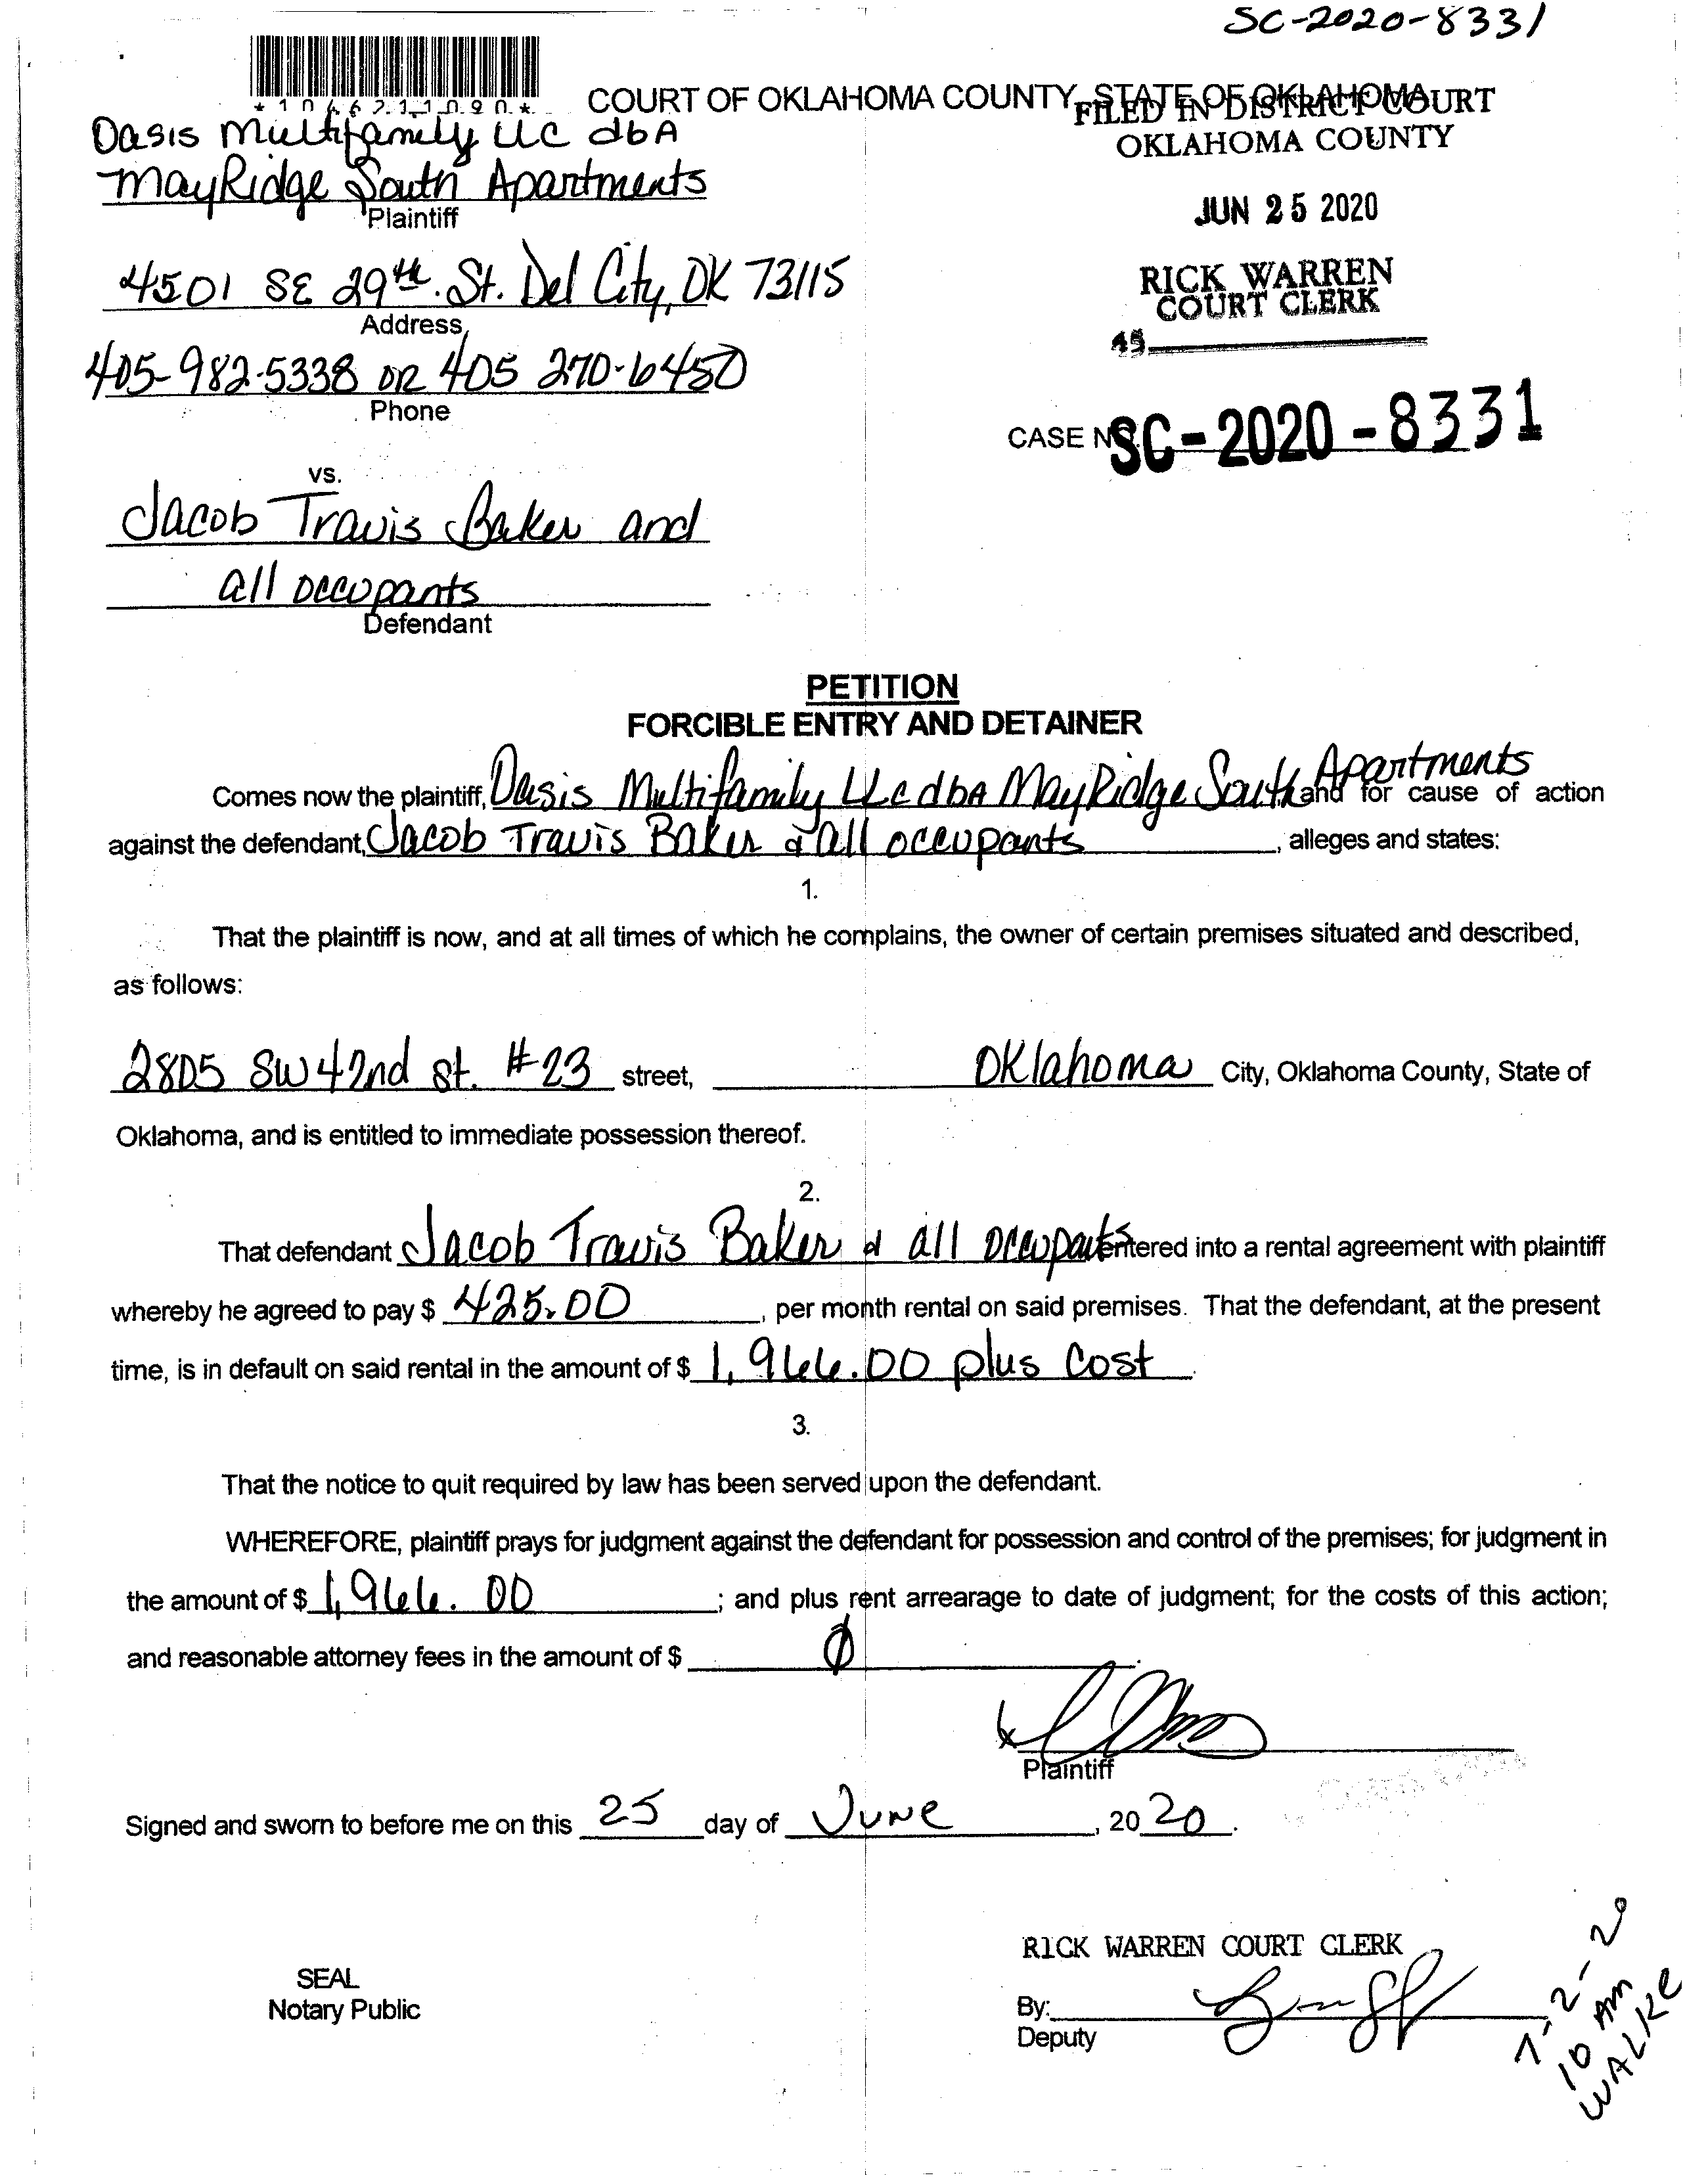 SC-2020-8331
*1046211090*
COURT OF OKLAHOMA COUNTY, STATE OF OKLAHOMA
FILED IN DISTRICT COURT
OKLAHOMA COUNTY
Oasis Multifamily LLC dbA
MayRidge South Apartments
Plaintiff
JUN 25 2020
4501 SE 29th. St. Del City, OK 73115
Address
RICK WARREN
COURT CLERK
45
405-982-5338 OR 405 270-6450
Phone
CASE NO. SC-2020-8331
vs.
Jacob Travis Baker and
all occupants
Defendant
PETITION
FORCIBLE ENTRY AND DETAINER
Comes now the plaintiff, Oasis Multifamily LLC dbA MayRidge South Apartments and for cause of action
against the defendant, Jacob Travis Baker & all occupants, alleges and states:
1.
That the plaintiff is now, and at all times of which he complains, the owner of certain premises situated and described,
as follows:
2805 SW 42nd st. #23 street, Oklahoma City, Oklahoma County, State of
Oklahoma, and is entitled to immediate possession thereof.
2.
That defendant Jacob Travis Baker & all occupants entered into a rental agreement with plaintiff
whereby he agreed to pay $ 425.00, per month rental on said premises. That the defendant, at the present
time, is in default on said rental in the amount of $ 1,966.00 plus Cost.
3.
That the notice to quit required by law has been served upon the defendant.
WHEREFORE, plaintiff prays for judgment against the defendant for possession and control of the premises; for judgment in
the amount of $ 1,966.00; and plus rent arrearage to date of judgment; for the costs of this action;
and reasonable attorney fees in the amount of $ Ø.
x
Plaintiff
Signed and sworn to before me on this 25 day of June, 2020.
RICK WARREN COURT CLERK
SEAL
Notary Public
By:
Deputy
7-2-20
10 AM
WALKE